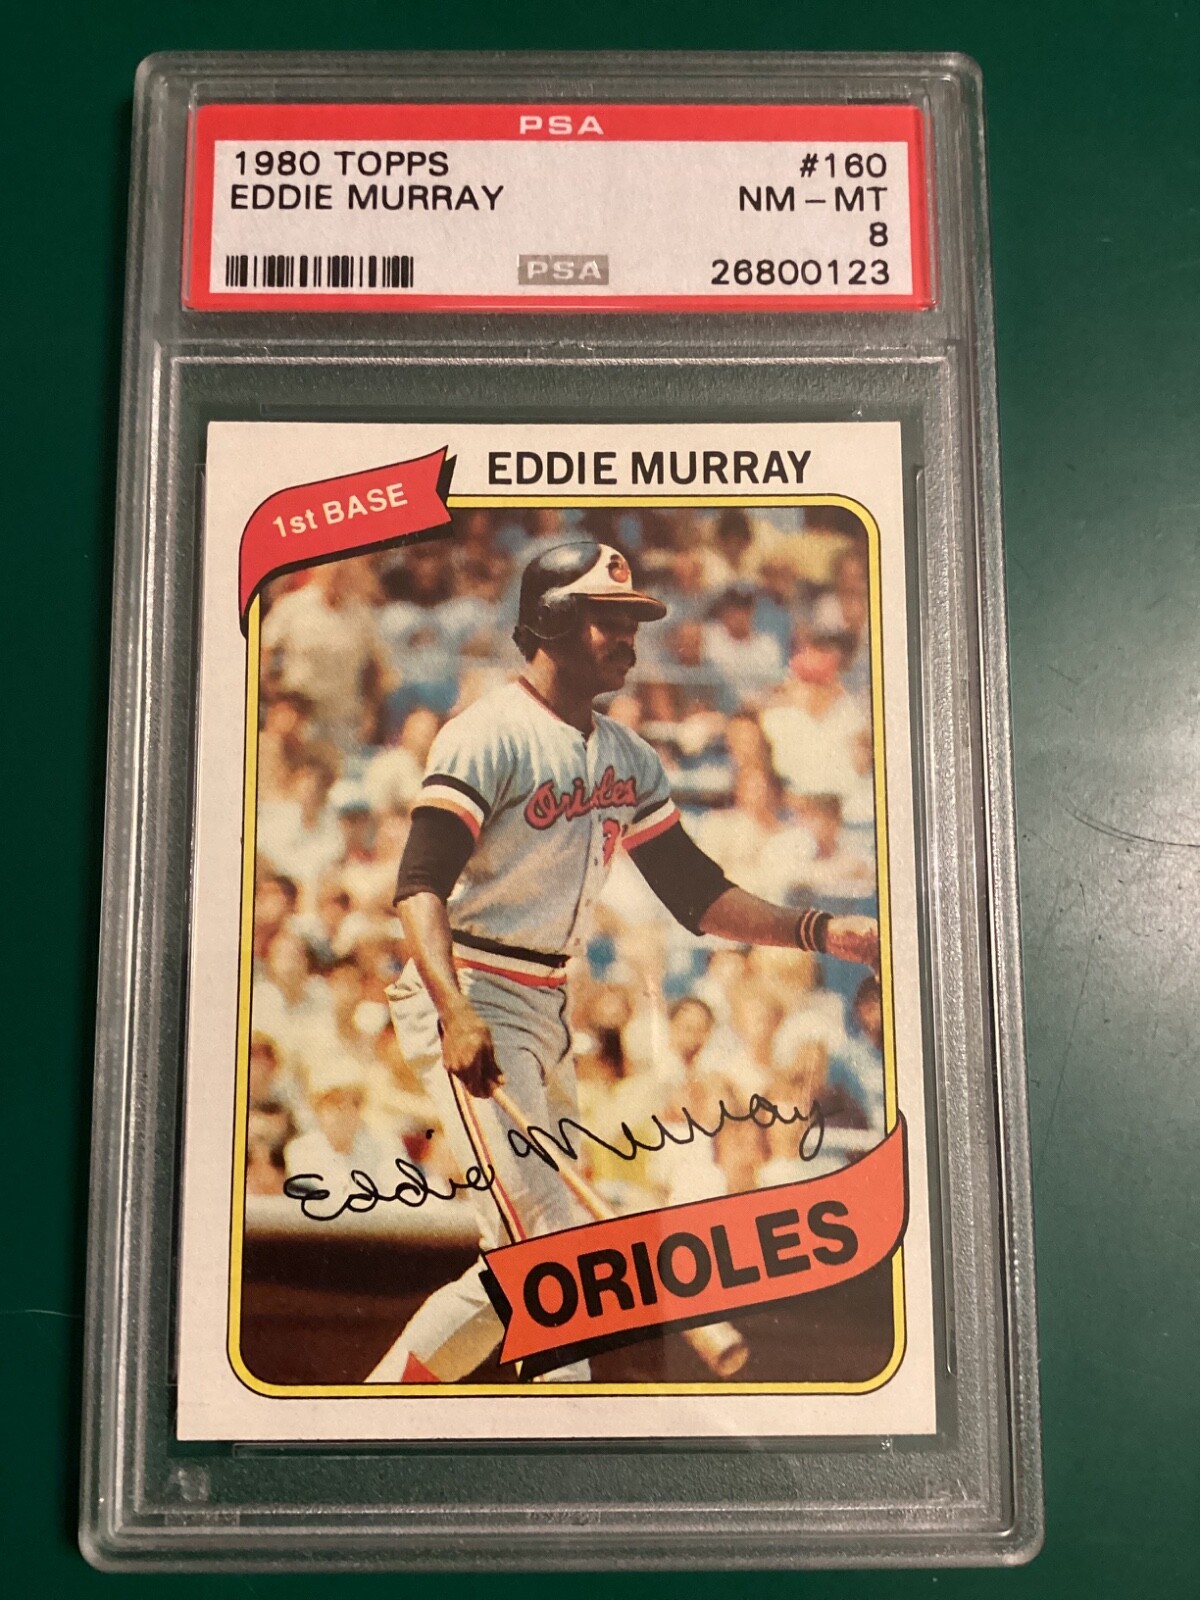 PSA
1980 TOPPS #160
EDDIE MURRAY NM-MT
8
PSA 26800123
EDDIE MURRAY
1st BASE
Orioles
Eddie Murray
ORIOLES